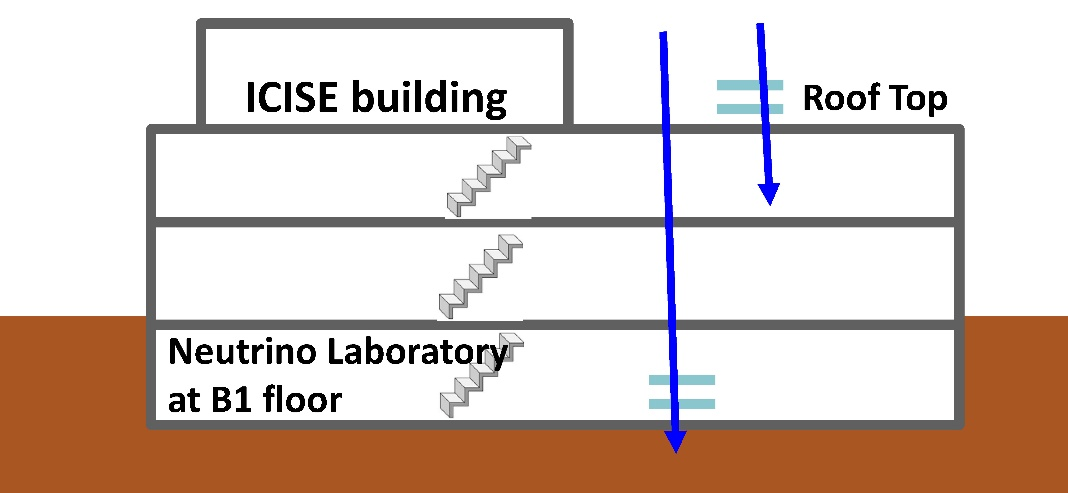 ICISE building
Roof Top
Neutrino Laboratory
at B1 floor